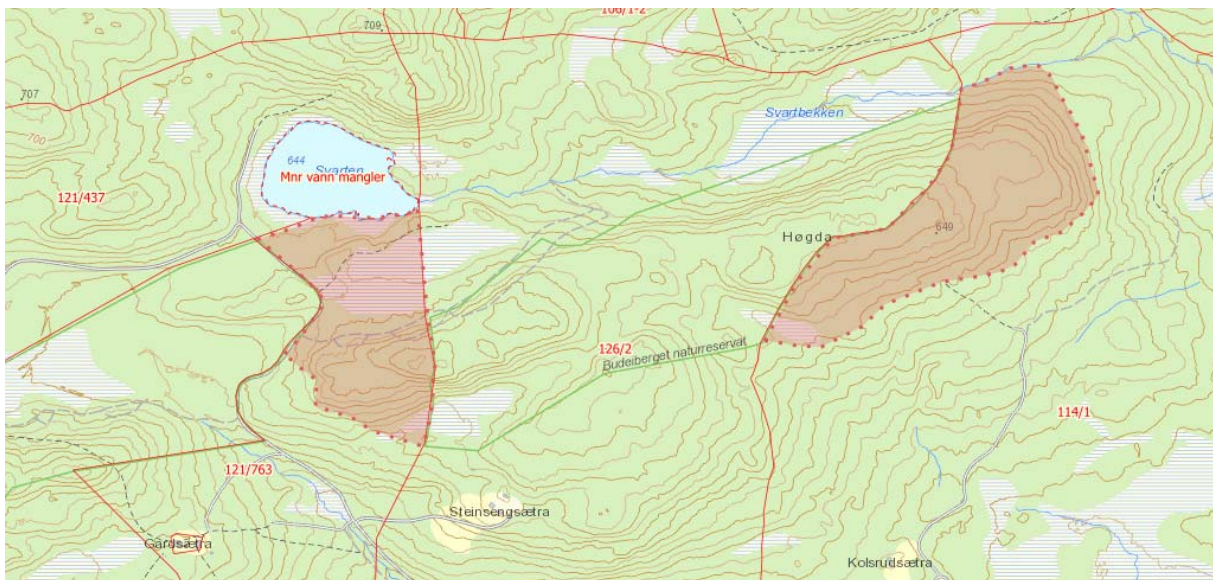 106/1-2
709
707
700
Svartbekken
644
Svarten
Mnr vann mangler
121/437
649
Høgda
126/2
Budeiberget naturreservat
114/1
121/763
Steinsengsætra
Gardsætra
Kolsrudsætra